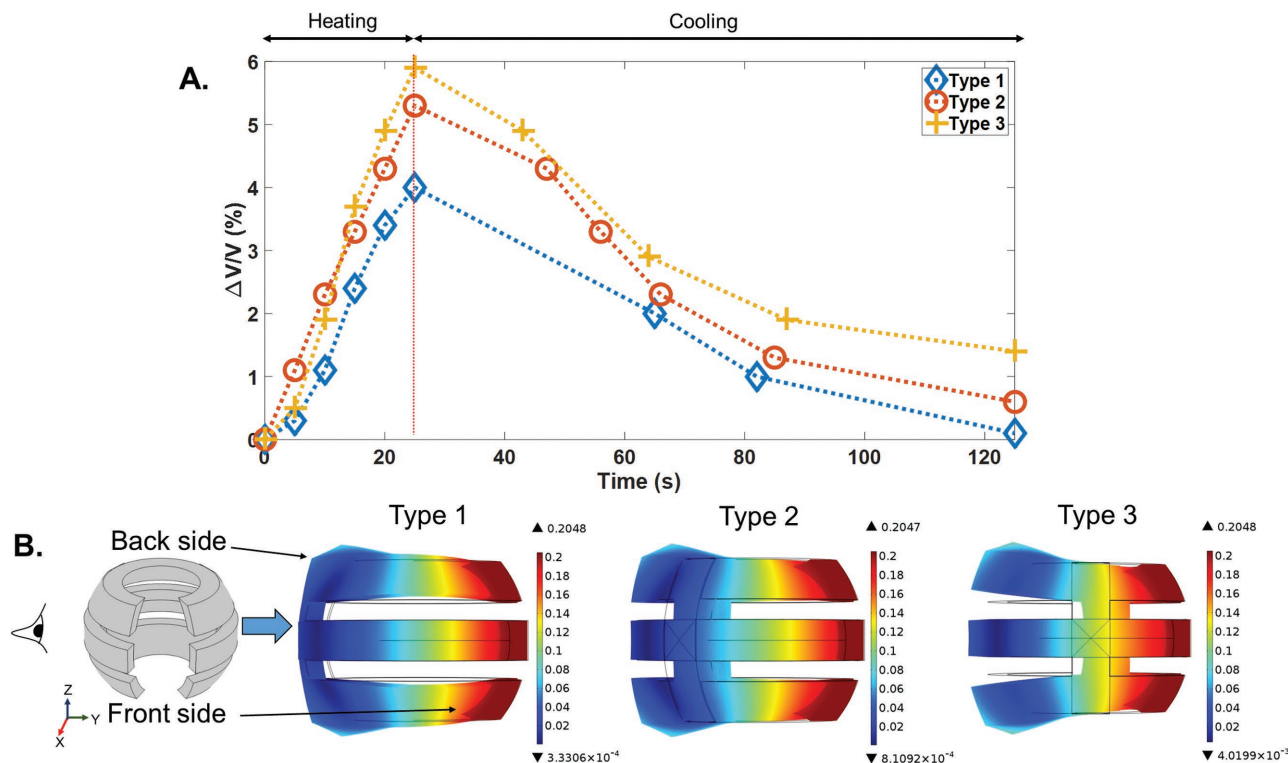 Heating Cooling
A.
6
5
4
3
2
1
0
ΔV/V (%)
Type 1
Type 2
Type 3
0 20 40 60 80 100 120
Time (s)
B.
Back side
Front side
Z
Y
X
Type 1
▲ 0.2048
0.2
0.18
0.16
0.14
0.12
0.1
0.08
0.06
0.04
0.02
▼ 3.3306×10⁻⁴
Type 2
▲ 0.2047
0.2
0.18
0.16
0.14
0.12
0.1
0.08
0.06
0.04
0.02
▼ 8.1092×10⁻⁴
Type 3
▲ 0.2048
0.2
0.18
0.16
0.14
0.12
0.1
0.08
0.06
0.04
0.02
▼ 4.0199×10⁻³